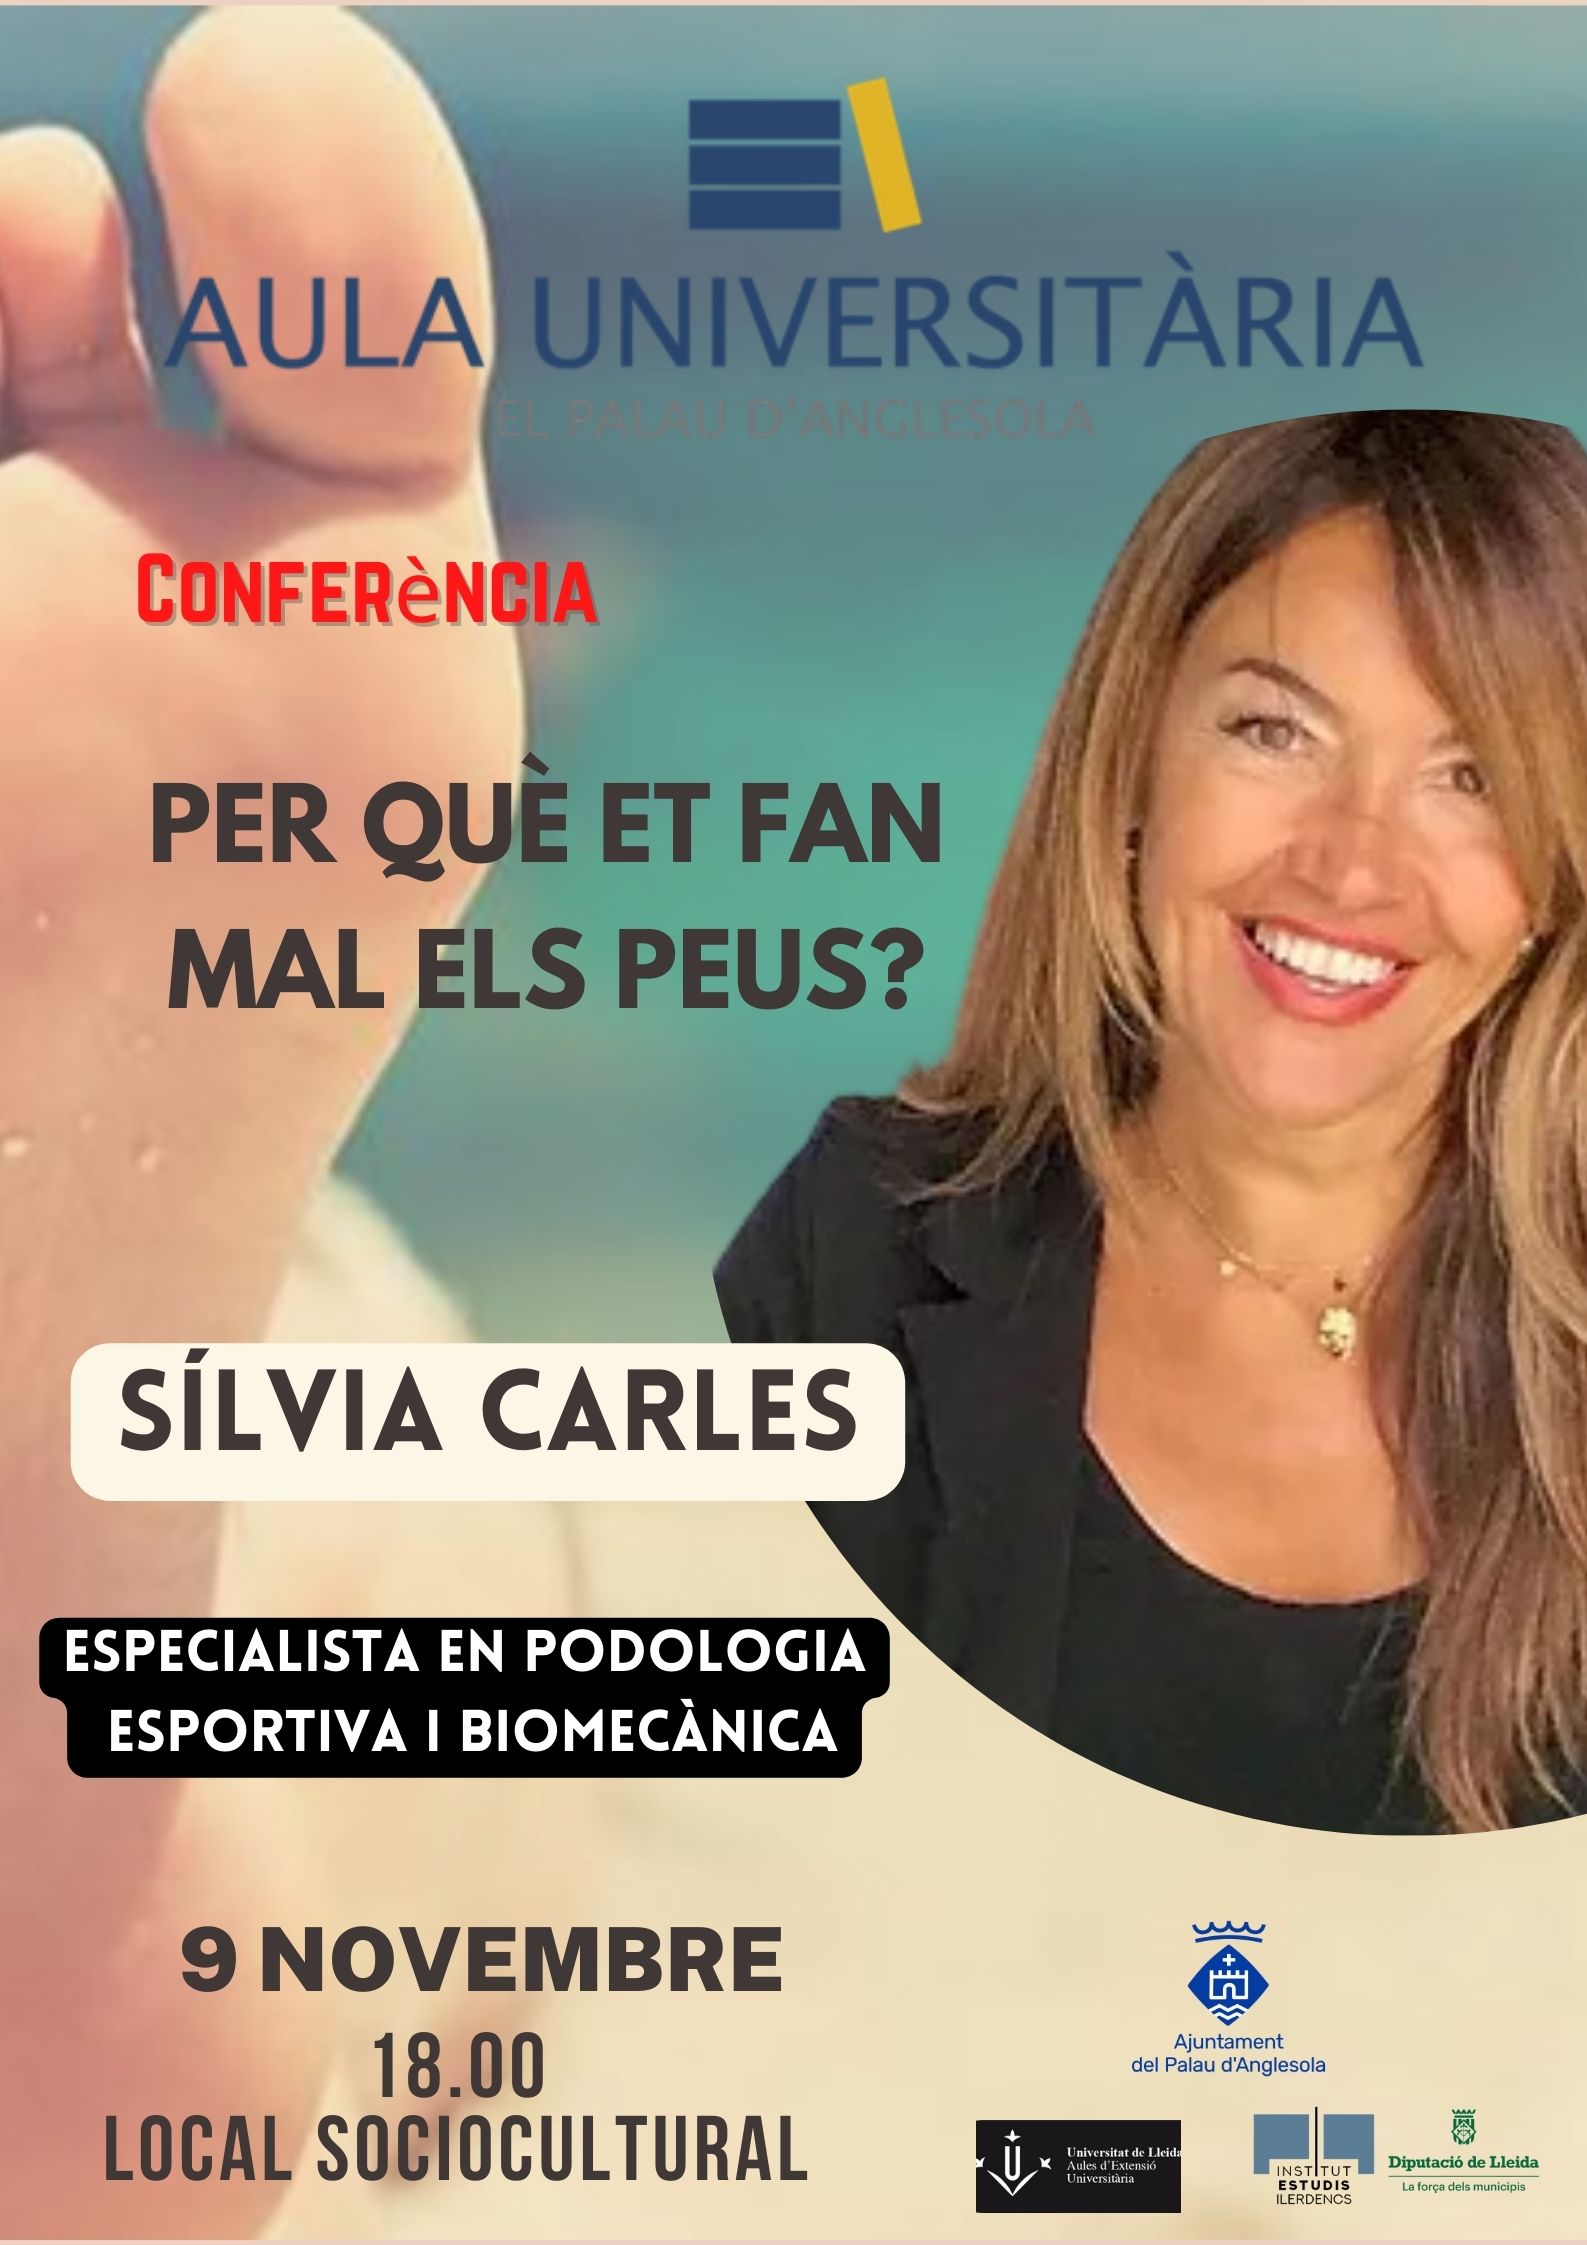 AULA UNIVERSITÀRIA
EL PALAU D'ANGLESOLA
CONFERèNCIA
PER QUÈ ET FAN
MAL ELS PEUS?
SÍLVIA CARLES
ESPECIALISTA EN PODOLOGIA
ESPORTIVA I BIOMECÀNICA
9 NOVEMBRE
18.00
LOCAL SOCIOCULTURAL
Ajuntament
del Palau d'Anglesola
Universitat de Lleida
Aules d'Extensió
Universitària
INSTITUT
ESTUDIS
ILERDENCS
Diputació de Lleida
La força dels municipis